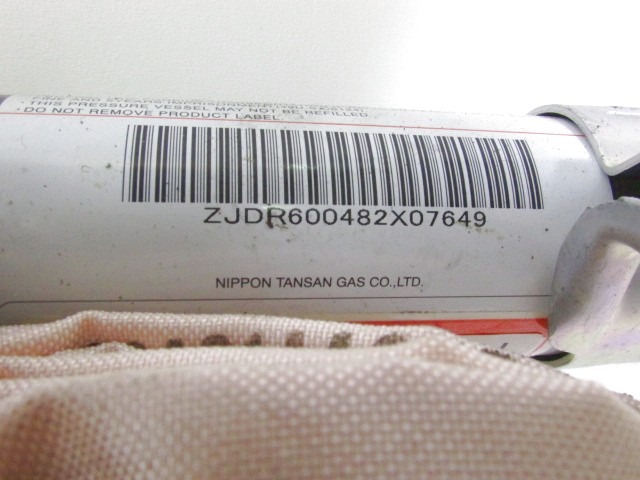 · THIS PRESSURE VESSEL MAY NOT BE REFILLED.
· DO NOT REMOVE PRODUCT LABEL.
ZJDR600482X07649
NIPPON TANSAN GAS CO.,LTD.